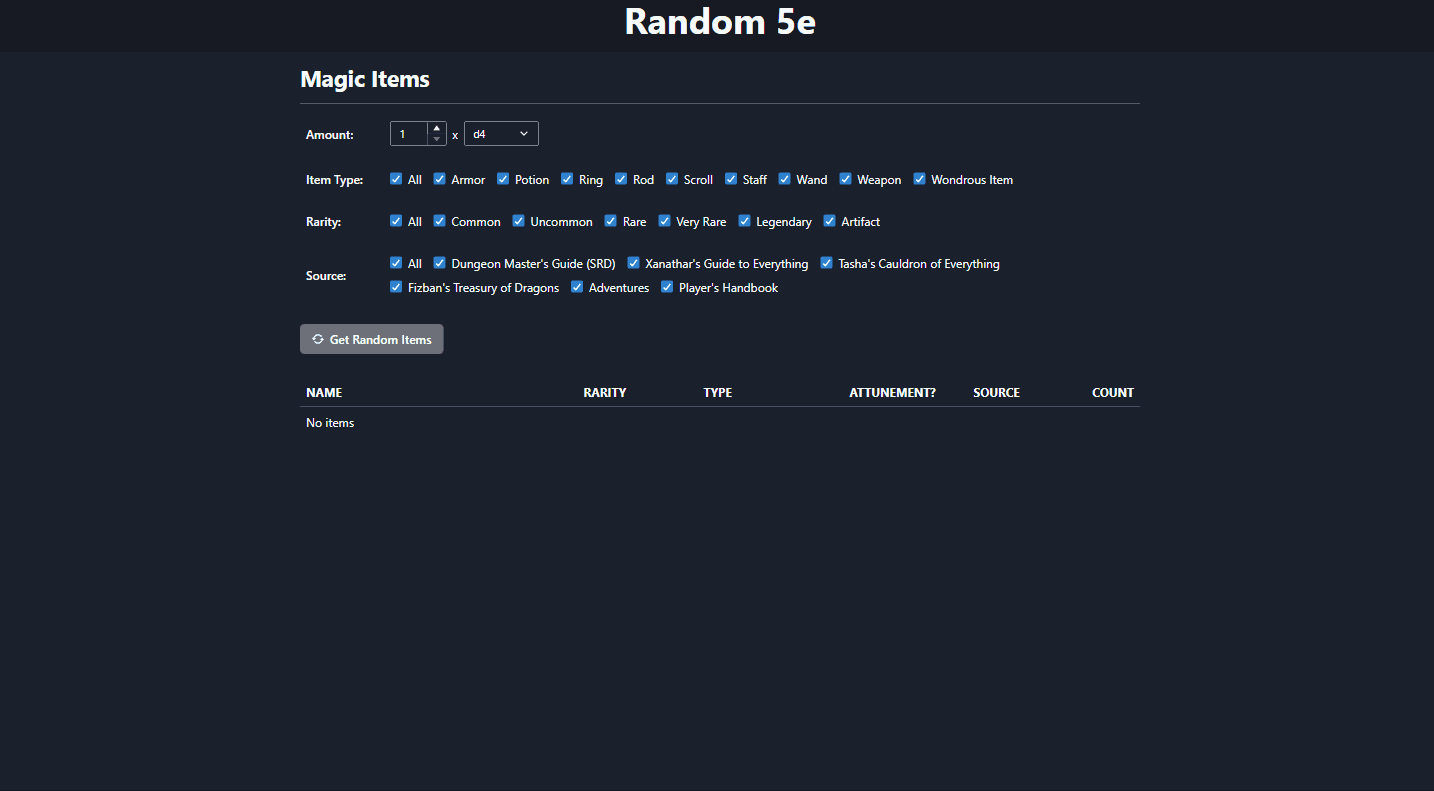 Random 5e
Magic Items
Amount: 1 x d4
Item Type: All Armor Potion Ring Rod Scroll Staff Wand Weapon Wondrous Item
Rarity: All Common Uncommon Rare Very Rare Legendary Artifact
Source: All Dungeon Master's Guide (SRD) Xanathar's Guide to Everything Tasha's Cauldron of Everything
Fizban's Treasury of Dragons Adventures Player's Handbook
Get Random Items
NAME RARITY TYPE ATTUNEMENT? SOURCE COUNT
No items